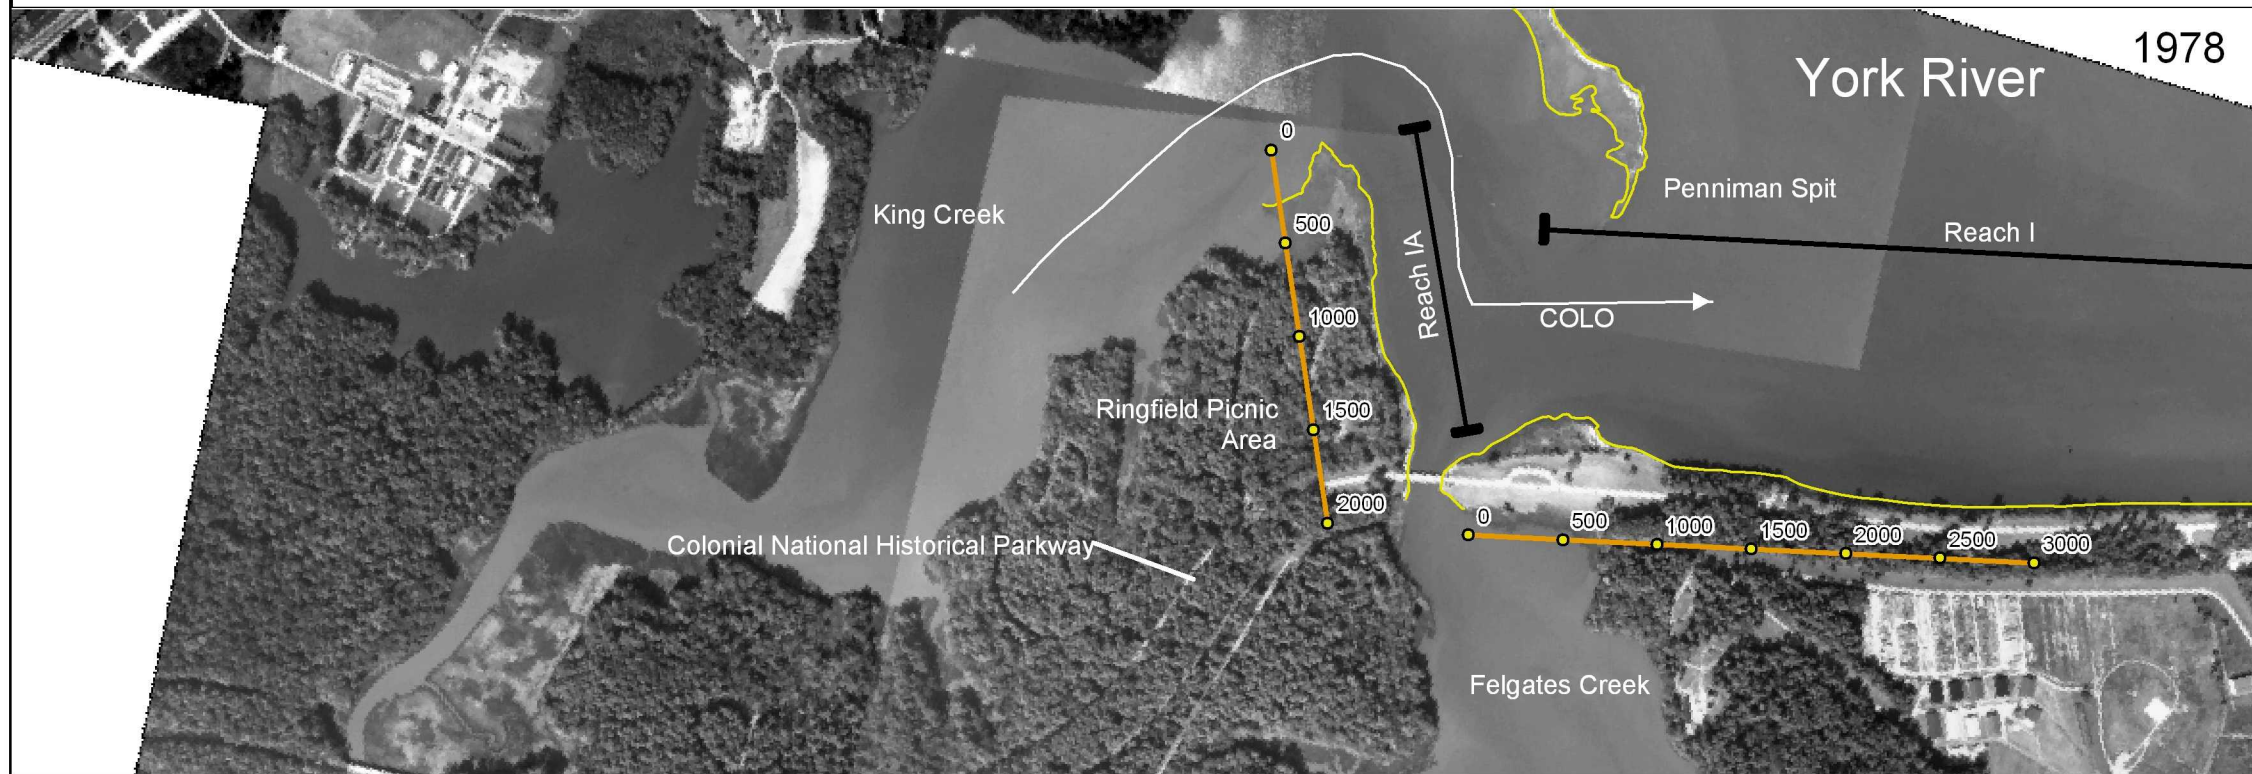 1978
York River
0
Penniman Spit
King Creek
500
Reach I
Reach IA
1000
COLO
Ringfield Picnic
Area
1500
2000
0
500
1000
1500
2000
2500
3000
Colonial National Historical Parkway
Felgates Creek